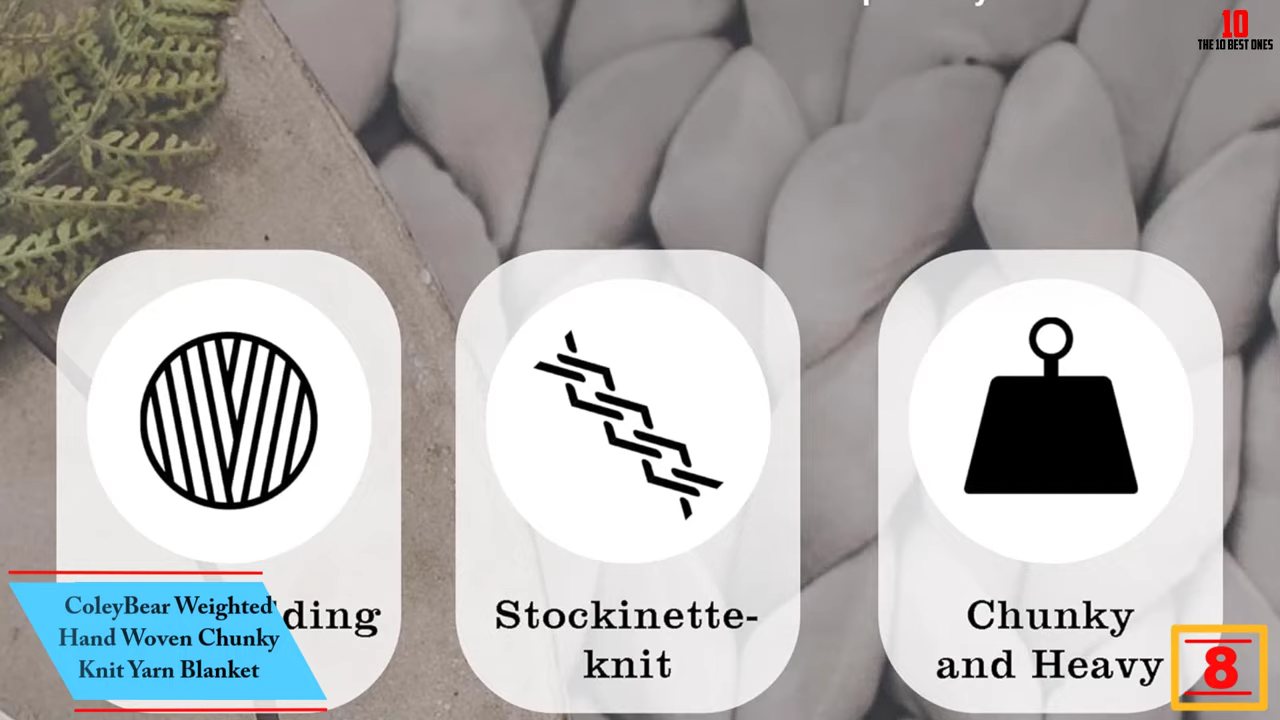 10
THE 10 BEST ONES
ding
Stockinette-
knit
Chunky
and Heavy
ColeyBear Weighted
Hand Woven Chunky
Knit Yarn Blanket
8